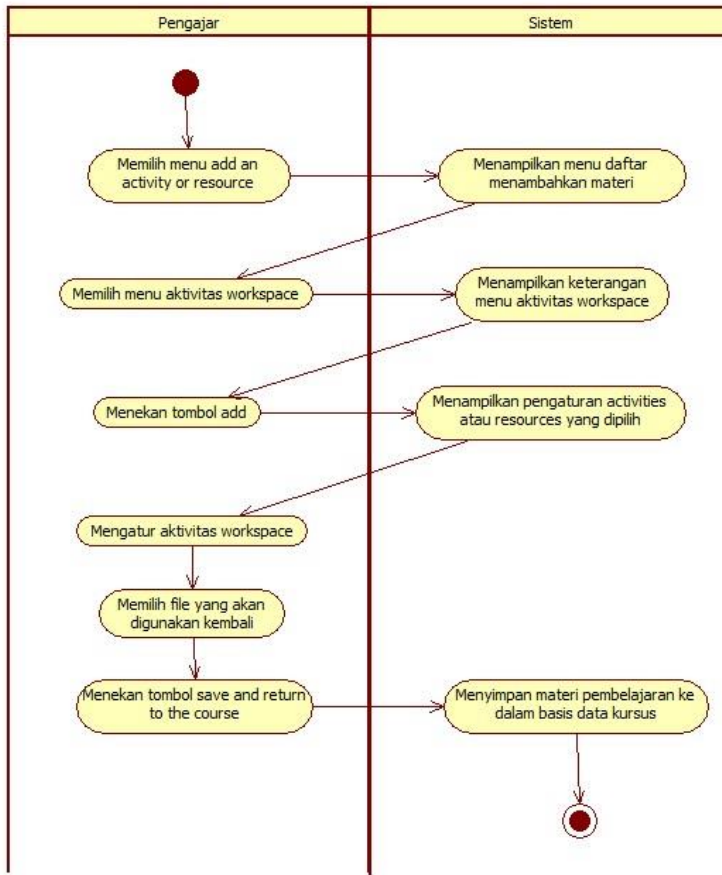 Pengajar
Sistem
Memilih menu add an
activity or resource
Menampilkan menu daftar
menambahkan materi
Memilih menu aktivitas workspace
Menampilkan keterangan
menu aktivitas workspace
Menekan tombol add
Menampilkan pengaturan activities
atau resources yang dipilih
Mengatur aktivitas workspace
Memilih file yang akan
digunakan kembali
Menekan tombol save and return
to the course
Menyimpan materi pembelajaran ke
dalam basis data kursus